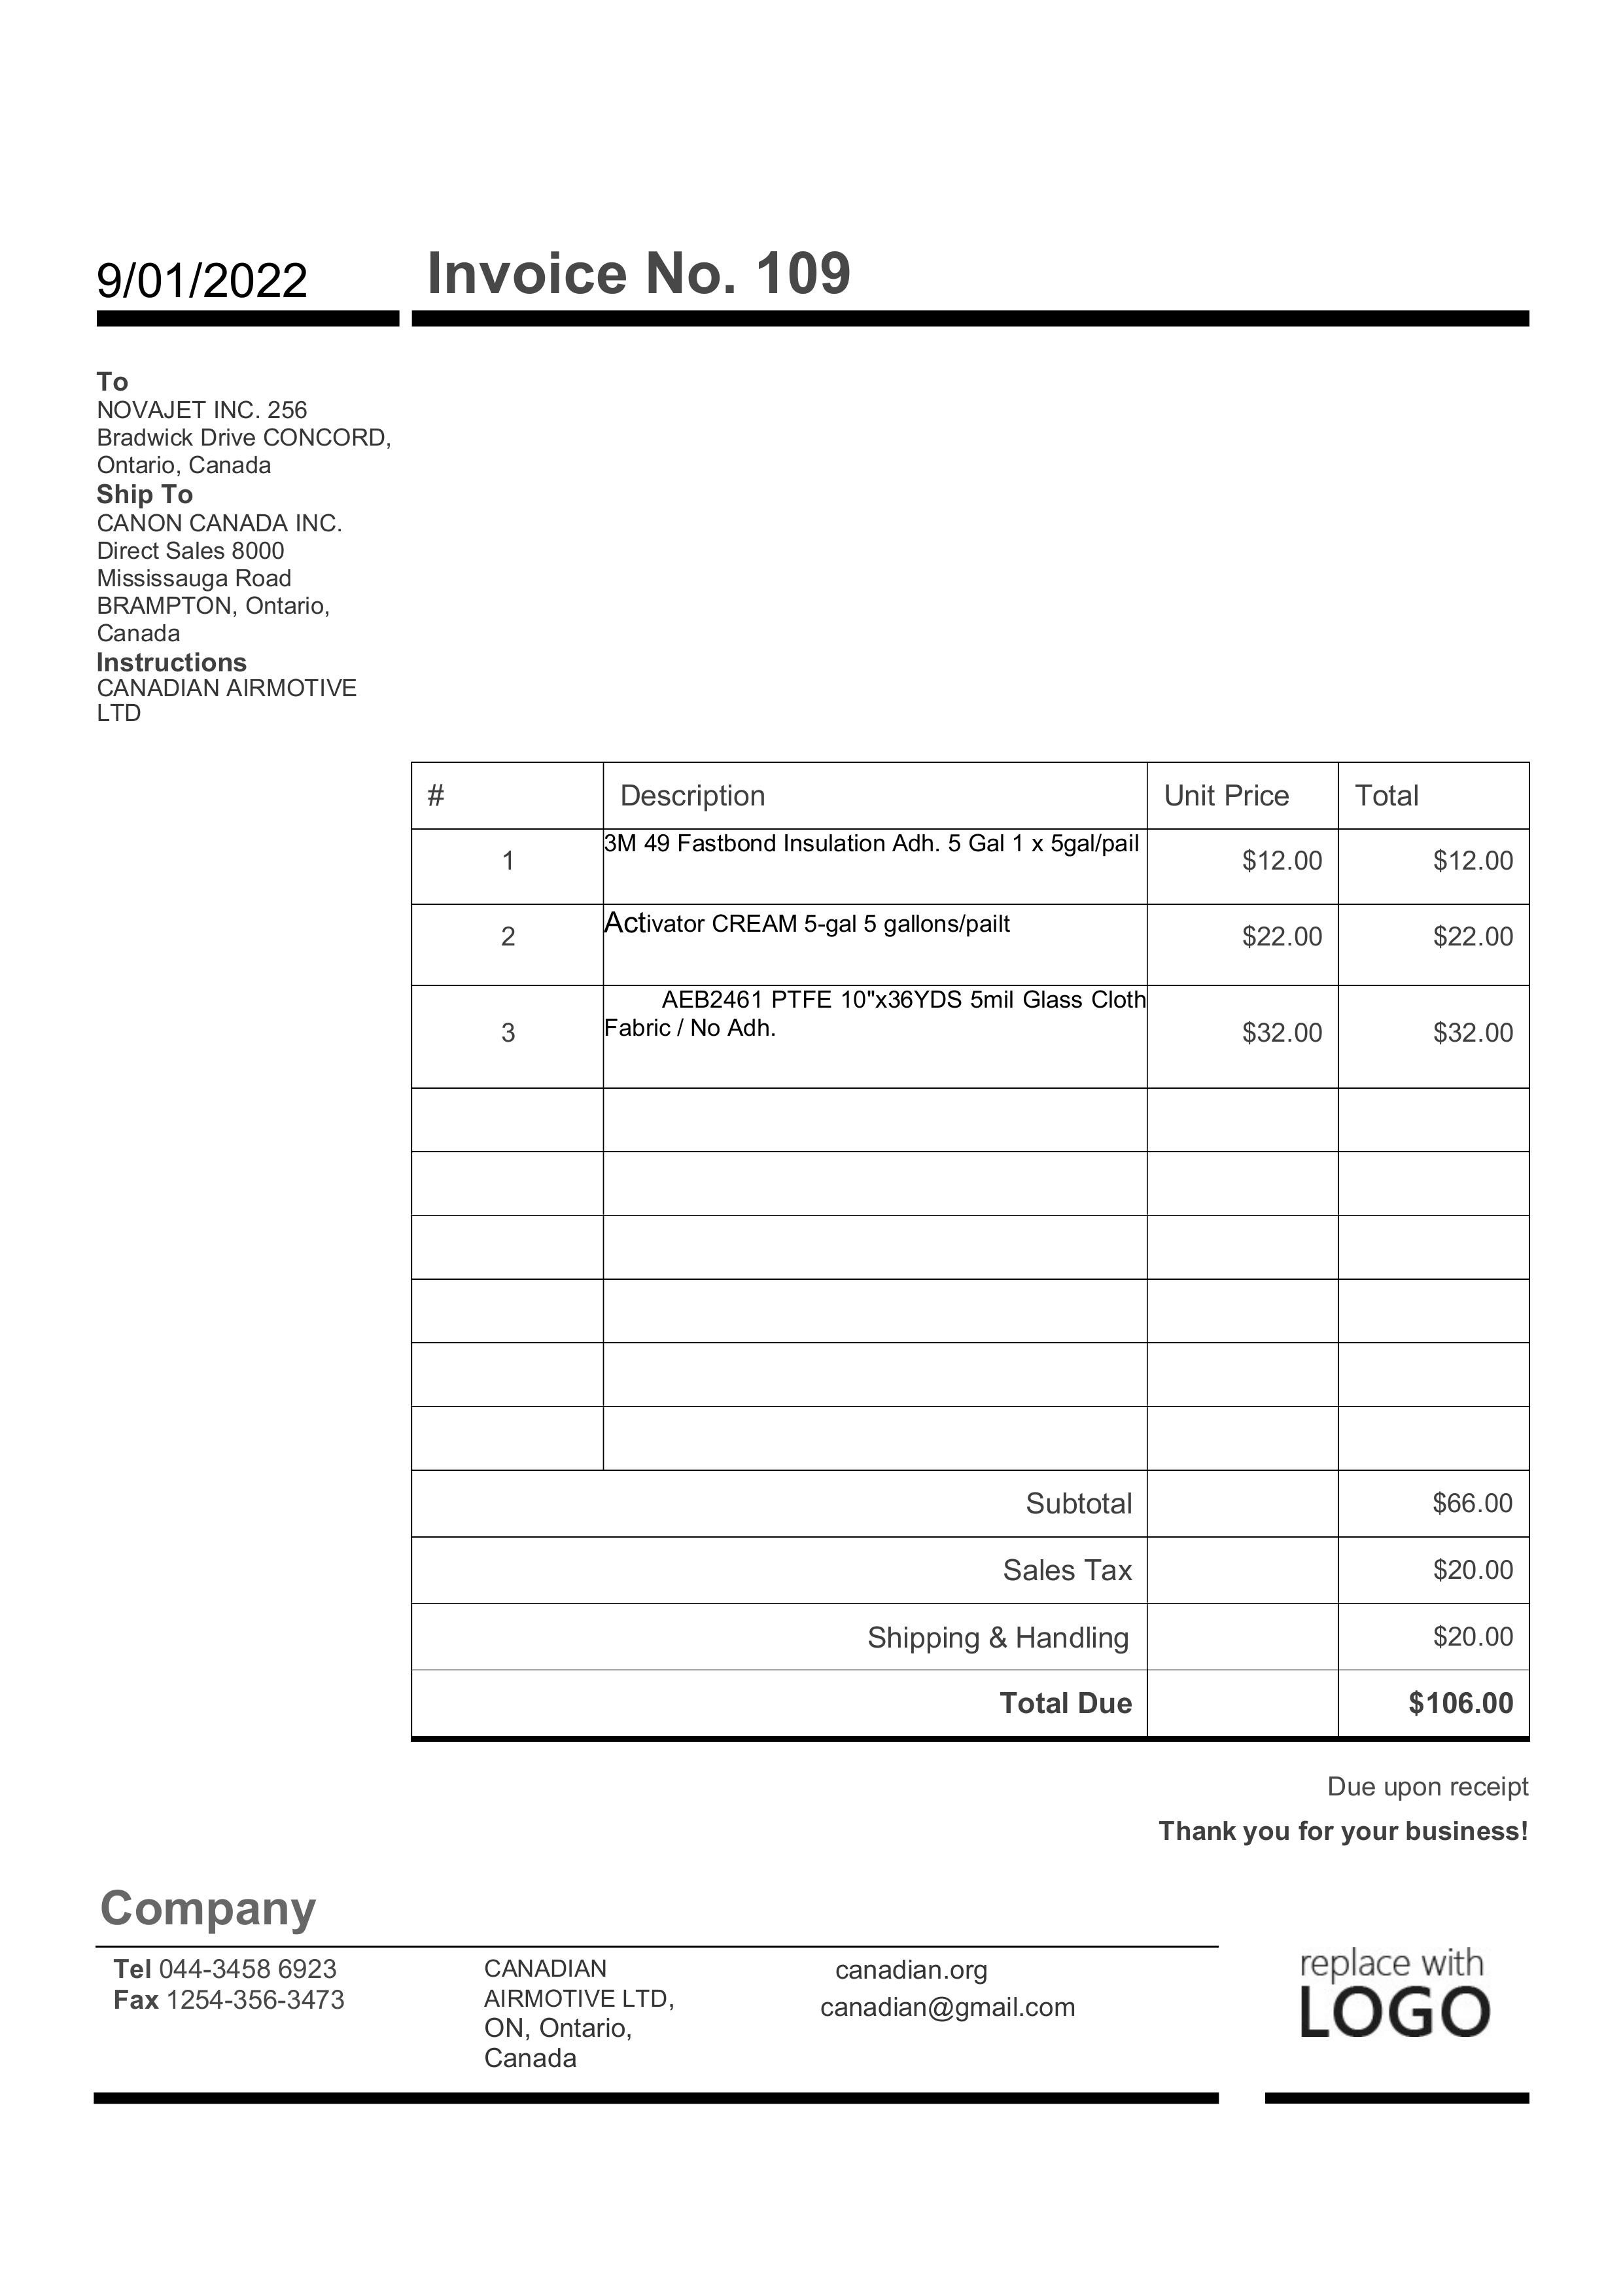 9/01/2022 Invoice No. 109
To
NOVAJET INC. 256
Bradwick Drive CONCORD,
Ontario, Canada
Ship To
CANON CANADA INC.
Direct Sales 8000
Mississauga Road
BRAMPTON, Ontario,
Canada
Instructions
CANADIAN AIRMOTIVE
LTD
# Description Unit Price Total
1 3M 49 Fastbond Insulation Adh. 5 Gal 1 x 5gal/pail $12.00 $12.00
2 Activator CREAM 5-gal 5 gallons/pailt $22.00 $22.00
3 AEB2461 PTFE 10"x36YDS 5mil Glass Cloth
Fabric / No Adh. $32.00 $32.00
Subtotal $66.00
Sales Tax $20.00
Shipping & Handling $20.00
Total Due $106.00
Due upon receipt
Thank you for your business!
Company
Tel 044-3458 6923
Fax 1254-356-3473
CANADIAN
AIRMOTIVE LTD,
ON, Ontario,
Canada
canadian.org
canadian@gmail.com
replace with
LOGO